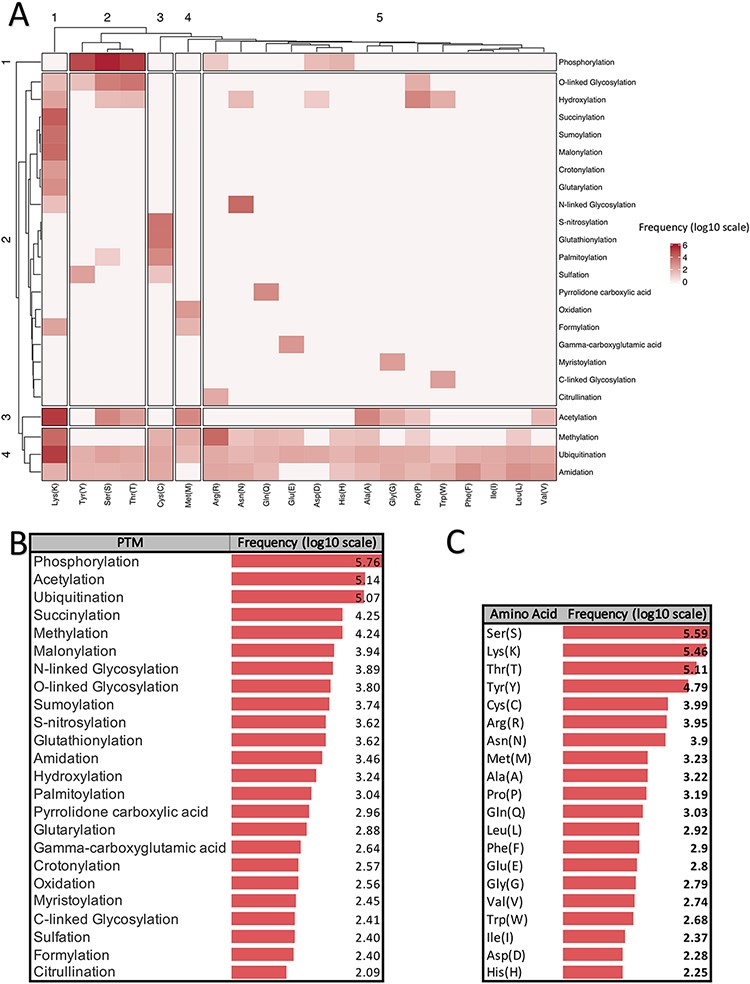 A
1 2 3 4 5
1
Phosphorylation
O-linked Glycosylation
Hydroxylation
Succinylation
Sumoylation
Malonylation
Crotonylation
Glutarylation
N-linked Glycosylation
2
S-nitrosylation
Glutathionylation
Palmitoylation
Sulfation
Pyrrolidone carboxylic acid
Oxidation
Formylation
Gamma-carboxyglutamic acid
Myristoylation
C-linked Glycosylation
Citrullination
3
Acetylation
4
Methylation
Ubiquitination
Amidation
Lys(K) Tyr(Y) Ser(S) Thr(T) Cys(C) Met(M) Arg(R) Asn(N) Gln(Q) Glu(E) Asp(D) His(H) Ala(A) Gly(G) Pro(P) Trp(W) Phe(F) Ile(I) Leu(L) Val(V)
Frequency (log10 scale)
6
4
2
0
B
PTM Frequency (log10 scale)
Phosphorylation 5.76
Acetylation 5.14
Ubiquitination 5.07
Succinylation 4.25
Methylation 4.24
Malonylation 3.94
N-linked Glycosylation 3.89
O-linked Glycosylation 3.80
Sumoylation 3.74
S-nitrosylation 3.62
Glutathionylation 3.62
Amidation 3.46
Hydroxylation 3.24
Palmitoylation 3.04
Pyrrolidone carboxylic acid 2.96
Glutarylation 2.88
Gamma-carboxyglutamic acid 2.64
Crotonylation 2.57
Oxidation 2.56
Myristoylation 2.45
C-linked Glycosylation 2.41
Sulfation 2.40
Formylation 2.40
Citrullination 2.09
C
Amino Acid Frequency (log10 scale)
Ser(S) 5.59
Lys(K) 5.46
Thr(T) 5.11
Tyr(Y) 4.79
Cys(C) 3.99
Arg(R) 3.95
Asn(N) 3.9
Met(M) 3.23
Ala(A) 3.22
Pro(P) 3.19
Gln(Q) 3.03
Leu(L) 2.92
Phe(F) 2.9
Glu(E) 2.8
Gly(G) 2.79
Val(V) 2.74
Trp(W) 2.68
Ile(I) 2.37
Asp(D) 2.28
His(H) 2.25